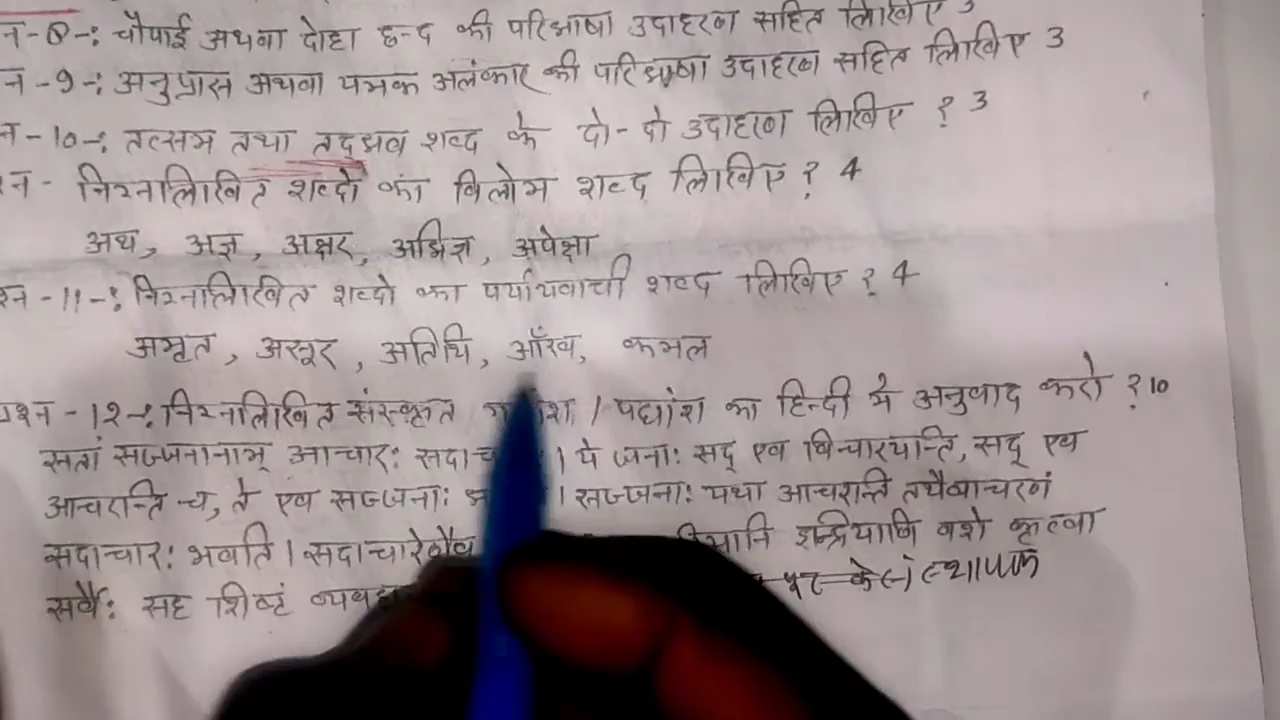 न-8-: चौपाई अथवा दोहा छन्द की परिभाषा उदाहरण सहित लिखिए 3
न-9-: अनुप्रास अथवा यमक अलंकार की परिभाषा उदाहरण सहित लिखिए 3
न-10-: तत्सम तथा तद्भव शब्द के दो-दो उदाहरण लिखिए ? 3
न- निम्नलिखित शब्दो का विलोम शब्द लिखिए ? 4
अथ, अज्ञ, अक्षर, अभिज्ञ, अपेक्षा
न-11-: निम्नलिखित शब्दो का पर्यायवाची शब्द लिखिए ? 4
अमृत, असूर, अतिथि, आँख, कमल
प्रश्न-12-: निम्नलिखित संस्कृत / पद्यांश का हिन्दी मे अनुवाद करो ? 10
सतां सज्जनानाम् आचारः । ये जनाः सद् एव विचारयन्ति, सद् एव
आचरन्ति च, ते एव सज्जनाः । सज्जनाः यथा आचरन्ति तथैवाचरणं
सदाचारः भवति । सदाचारेणैव इन्द्रियाणि वशे कृत्वा
सर्वैः सह शिष्टं